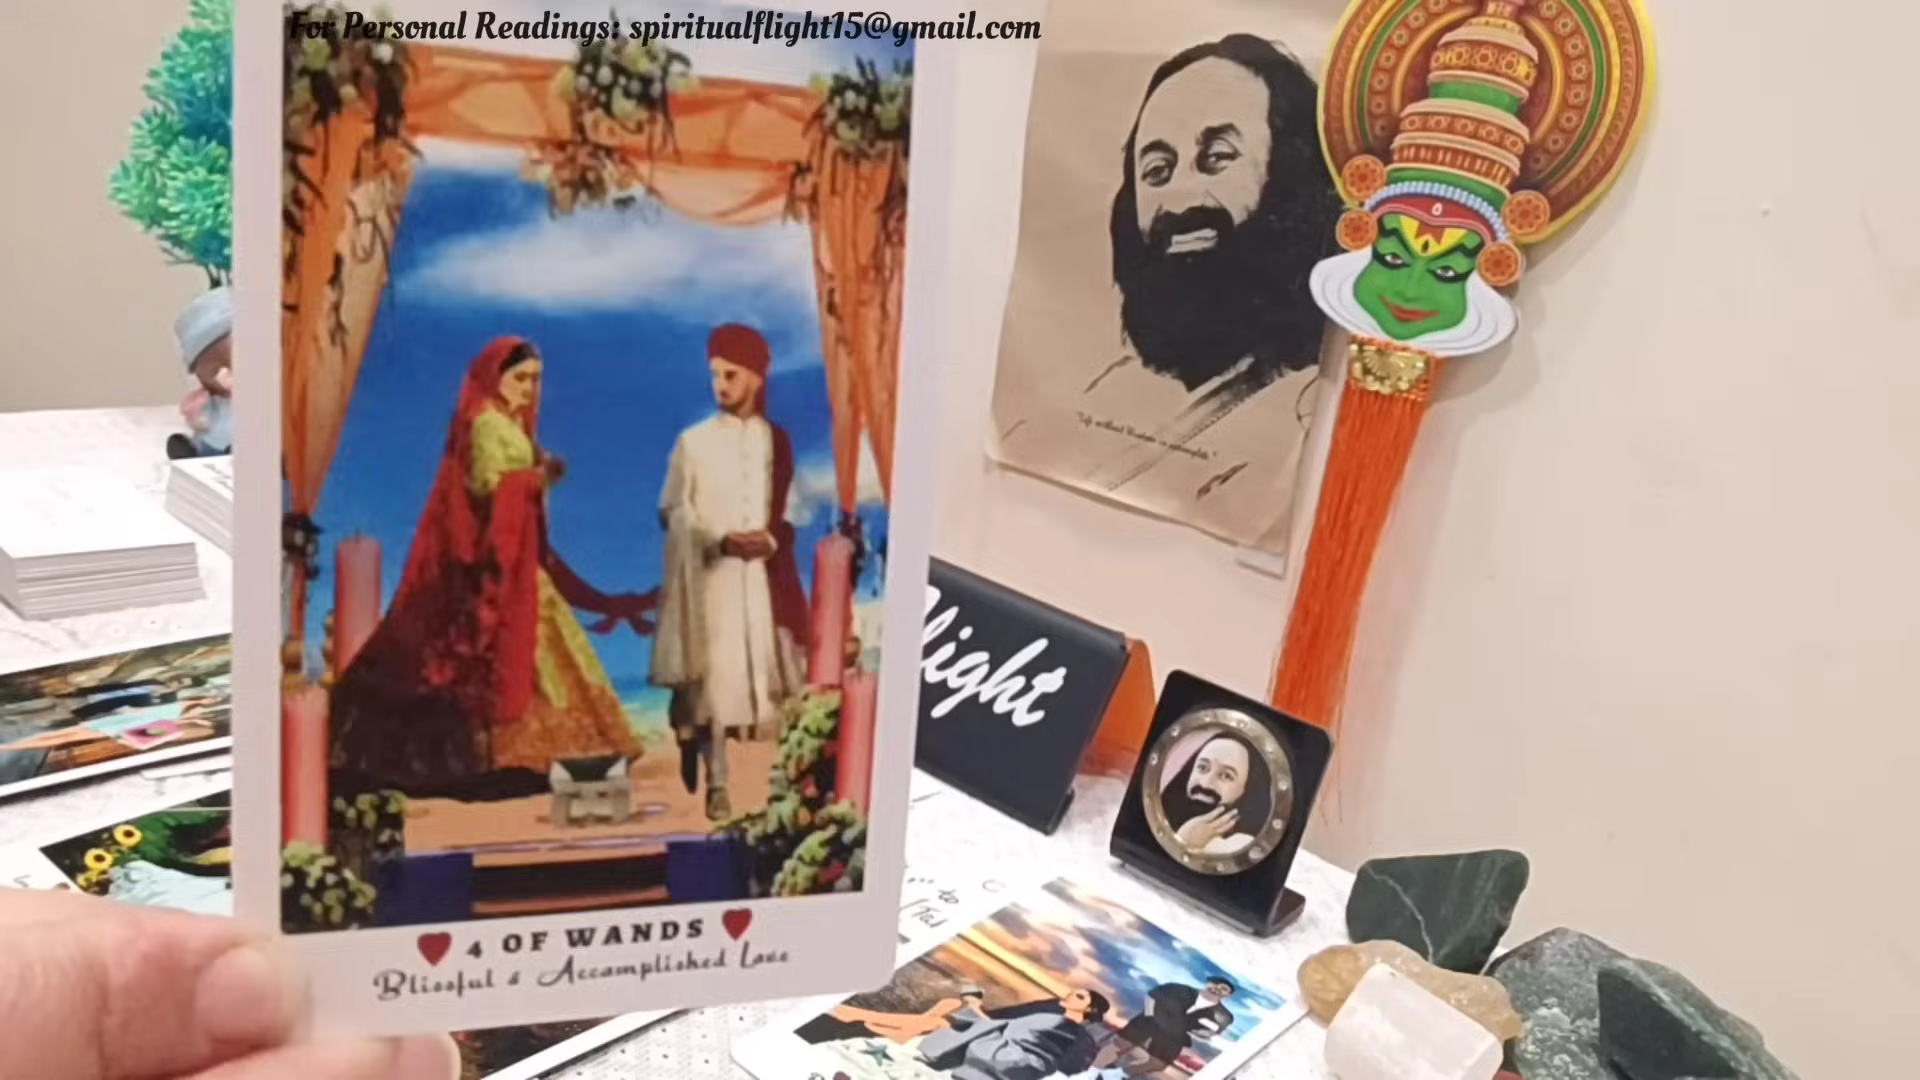 For Personal Readings: spiritualflight15@gmail.com
light
4 OF WANDS
Blissful & Accomplished Love